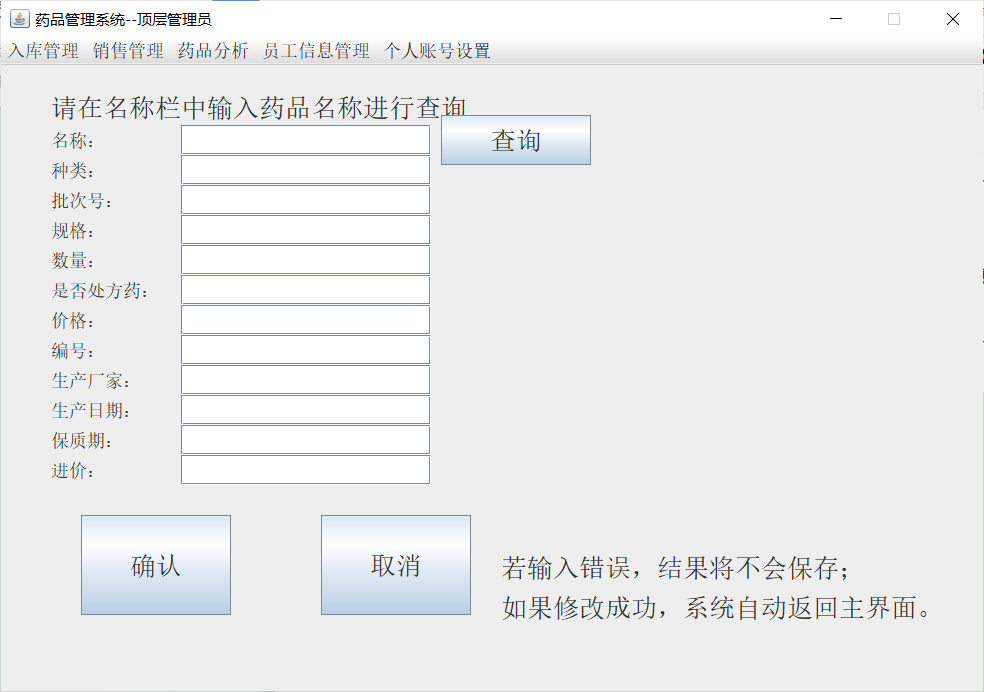 药品管理系统--顶层管理员
入库管理 销售管理 药品分析 员工信息管理 个人账号设置
请在名称栏中输入药品名称进行查询
名称： 查询
种类：
批次号：
规格：
数量：
是否处方药：
价格：
编号：
生产厂家：
生产日期：
保质期：
进价：
确认 取消
若输入错误，结果将不会保存；
如果修改成功，系统自动返回主界面。